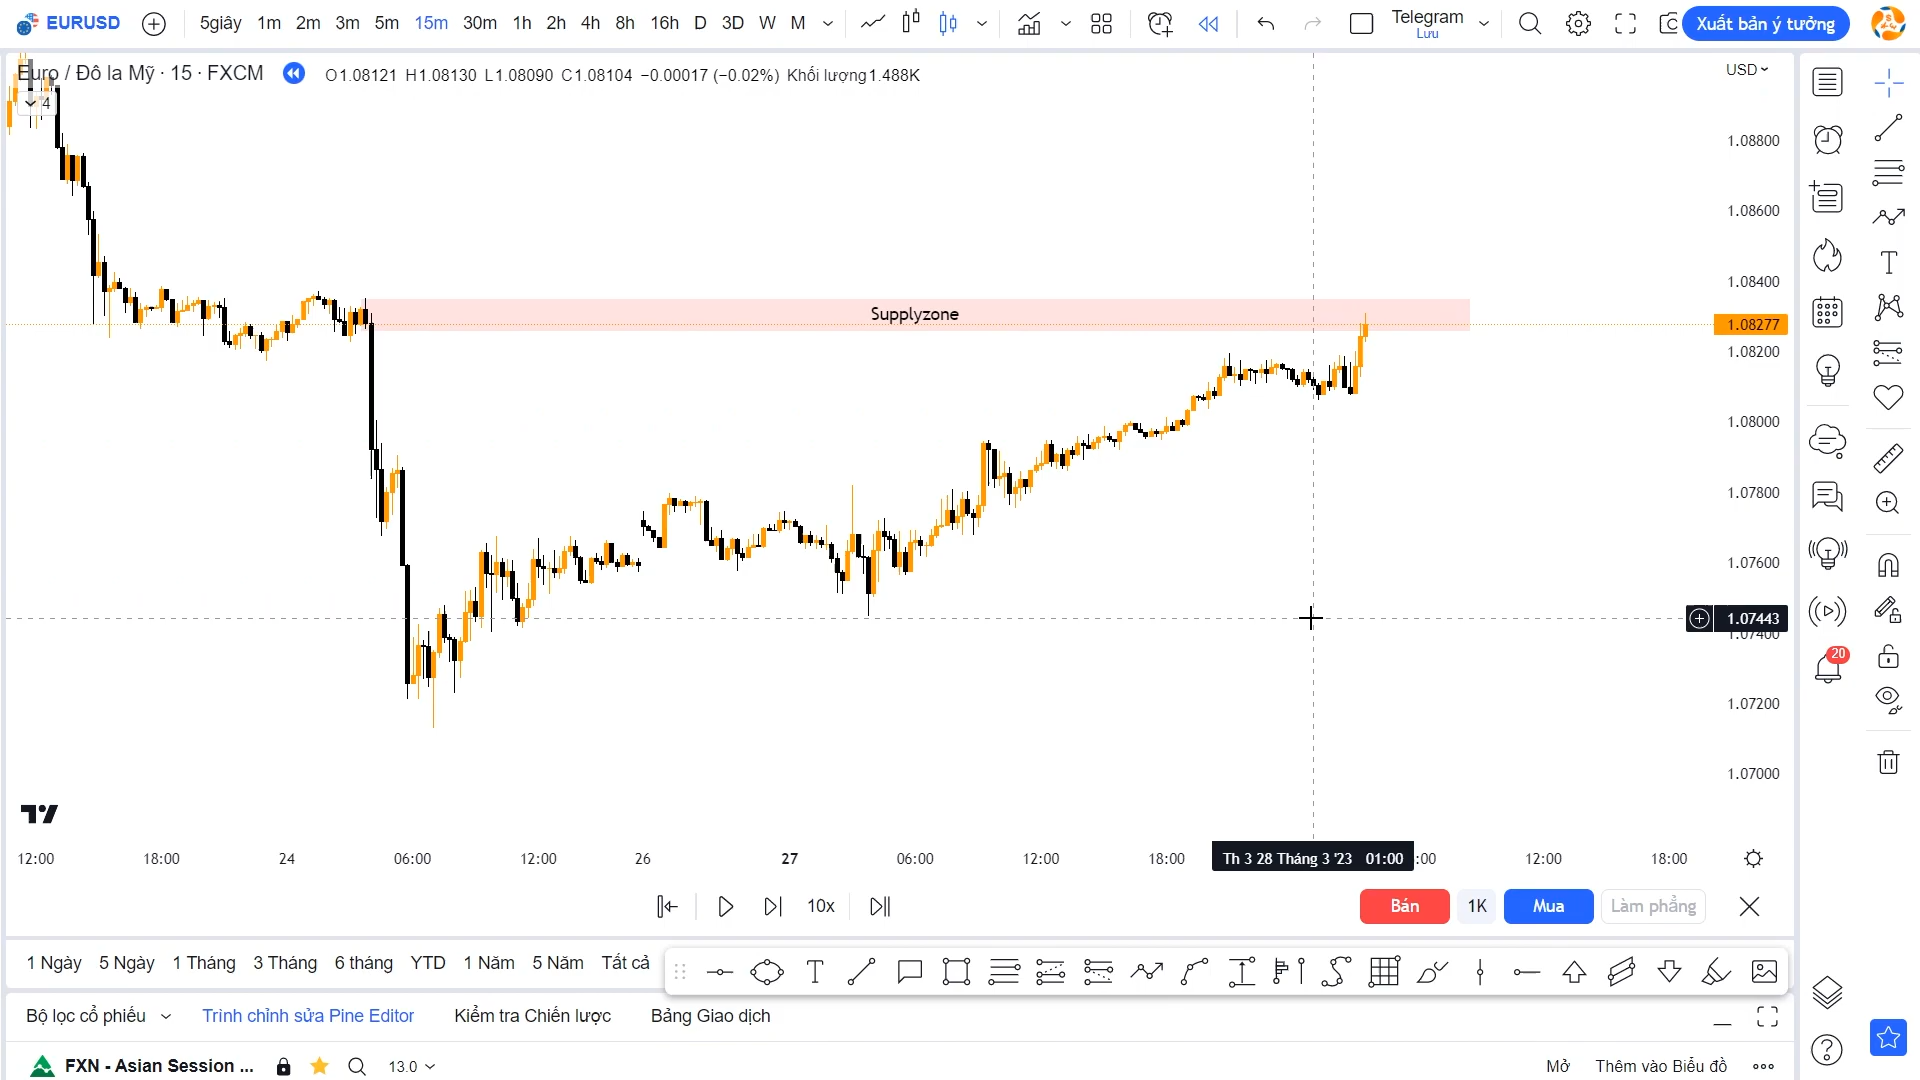 EURUSD
5giây 1m 2m 3m 5m 15m 30m 1h 2h 4h 8h 16h D 3D W M
Telegram
Lưu
Xuất bản ý tưởng
Euro / Đô la Mỹ · 15 · FXCM
O1.08121 H1.08130 L1.08090 C1.08104 −0.00017 (−0.02%) Khối lượng1.488K
USD
4
1.08800
1.08600
1.08400
Supplyzone
1.08277
1.08200
1.08000
1.07800
1.07600
1.07443
1.07400
20
1.07200
1.07000
12:00 18:00 24 06:00 12:00 26 27 06:00 12:00 18:00 Th 3 28 Tháng 3 '23 01:00 :00 12:00 18:00
10x
Bán 1K Mua Làm phẳng
1 Ngày 5 Ngày 1 Tháng 3 Tháng 6 tháng YTD 1 Năm 5 Năm Tất cả
Bộ lọc cổ phiếu Trình chỉnh sửa Pine Editor Kiểm tra Chiến lược Bảng Giao dịch
FXN - Asian Session ... 13.0 Mở Thêm vào Biểu đồ